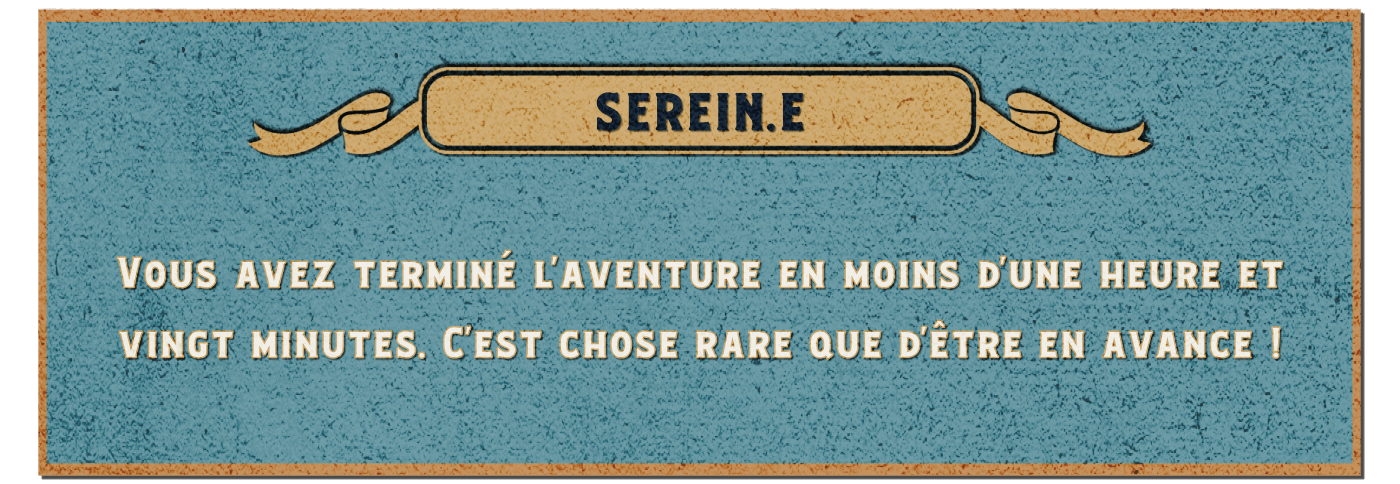 SEREIN.E
VOUS AVEZ TERMINÉ L'AVENTURE EN MOINS D'UNE HEURE ET
VINGT MINUTES. C'EST CHOSE RARE QUE D'ÊTRE EN AVANCE !